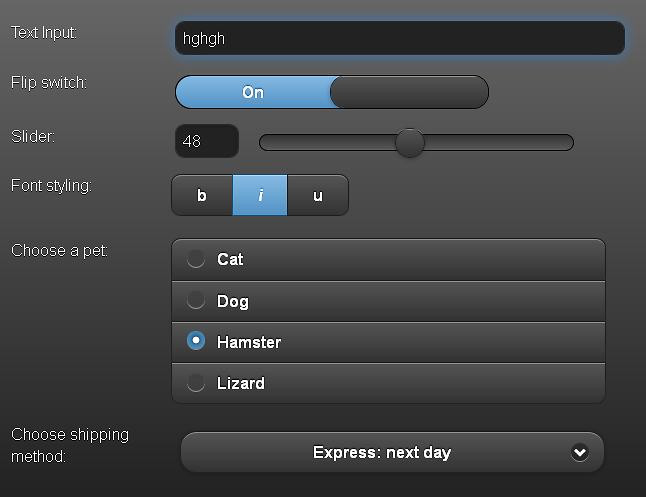 Text Input: hghgh
Flip switch: On
Slider: 48
Font styling: b i u
Choose a pet: Cat
Dog
Hamster
Lizard
Choose shipping
method: Express: next day